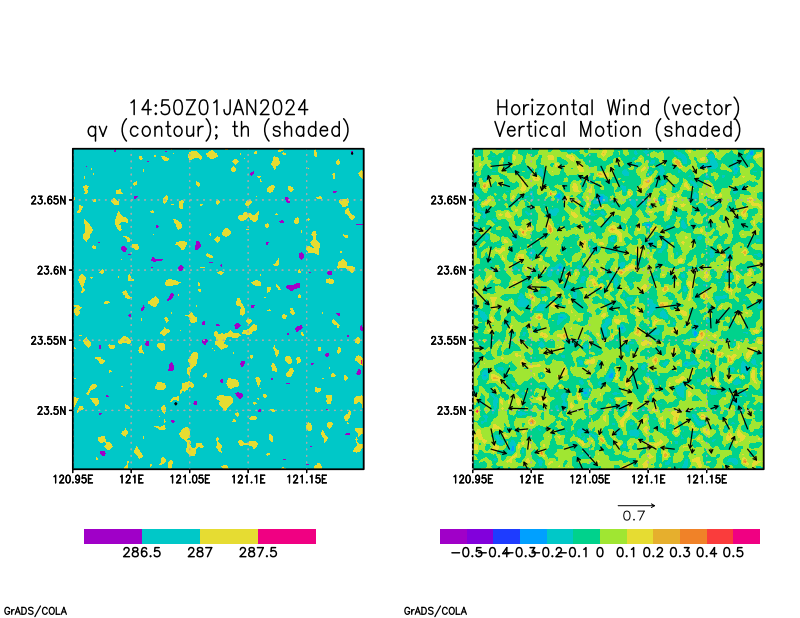 14:50Z01JAN2024
qv (contour); th (shaded)
23.65N
23.6N
23.55N
23.5N
120.95E 121E 121.05E 121.1E 121.15E
286.5 287 287.5
GrADS/COLA
Horizontal Wind (vector)
Vertical Motion (shaded)
23.65N
23.6N
23.55N
23.5N
120.95E 121E 121.05E 121.1E 121.15E
0.7
-0.5 -0.4 -0.3 -0.2 -0.1 0 0.1 0.2 0.3 0.4 0.5
GrADS/COLA